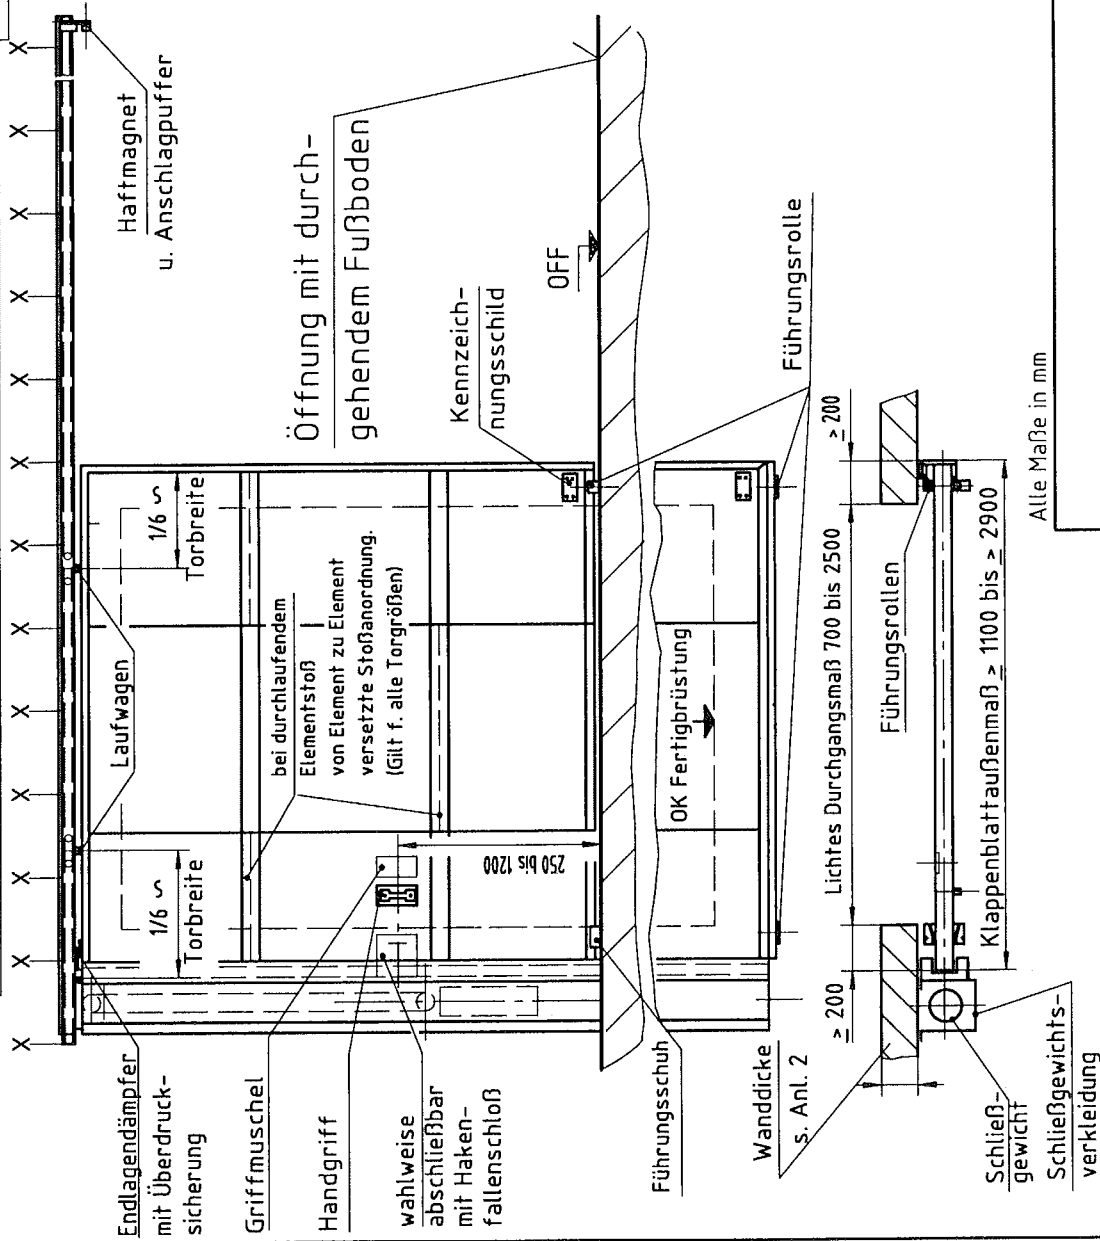 X X X X X X X X X X X X X
Haftmagnet
u. Anschlagpuffer
Öffnung mit durch-
gehendem Fußboden
Kennzeich-
nungsschild
OFF
Führungsrolle
1/6 ~
Torbreite
Laufwagen
bei durchlaufendem
Elementstoß
von Element zu Element
versetzte Stoßanordnung.
(Gilt f. alle Torgrößen)
1/6 ~
Torbreite
250 bis 1200
OK Fertigbrüstung
Endlagendämpfer
mit Überdruck-
sicherung
Griffmuschel
Handgriff
wahlweise
abschließbar
mit Haken-
fallenschloß
Führungsschuh
Wanddicke
s. Anl. 2
≥ 200
Lichtes Durchgangsmaß 700 bis 2500
≥ 200
Führungsrollen
Klappenblattaußenmaß ≥ 1100 bis ≥ 2900
Schließ-
gewicht
Schließgewichts-
verkleidung
Alle Maße in mm